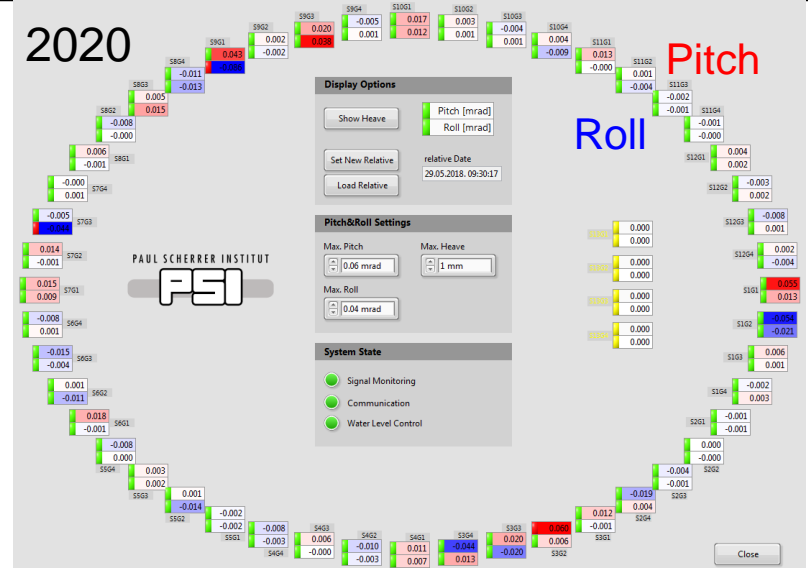 2020
Pitch
Roll
S10G1
0.017
0.012
S10G2
0.003
0.001
S10G3
-0.004
0.001
S10G4
0.004
-0.009
S11G1
0.013
-0.000
S11G2
0.001
-0.004
S11G3
-0.002
-0.001
S11G4
-0.001
-0.001
S12G1
0.004
0.002
S12G2
-0.003
-0.002
S12G3
-0.008
0.001
S12G4
0.002
-0.004
S1G1
0.055
0.013
S1G2
-0.054
-0.021
S1G3
0.006
0.001
S1G4
-0.002
0.003
S2G1
-0.001
-0.001
0.000
-0.000
S2G2
-0.004
-0.001
S2G3
-0.019
0.004
S2G4
0.012
-0.001
S3G1
0.060
0.006
S3G2
S3G3
0.020
-0.020
S3G4
-0.044
0.013
S4G1
0.011
0.007
S4G2
-0.010
-0.003
S4G3
0.006
-0.000
-0.008
-0.003
S4G4
-0.002
-0.002
S5G1
0.001
-0.014
S5G2
0.003
0.002
S5G3
-0.008
0.000
S5G4
0.018
-0.001
S6G1
0.001
-0.011
S6G2
-0.015
-0.004
S6G3
-0.008
0.001
S6G4
0.015
0.009
S7G1
0.014
-0.001
S7G2
-0.005
S7G3
-0.000
0.001
S7G4
0.006
-0.001
S8G1
S8G2
-0.008
-0.000
S8G3
0.005
0.015
S8G4
-0.011
-0.013
S9G1
0.043
S9G2
0.002
-0.002
S9G3
0.020
0.038
S9G4
-0.005
0.001
Display Options
Show Heave
Pitch [mrad]
Roll [mrad]
Set New Relative
relative Date
Load Relative
29.05.2018. 09:30:17
Pitch&Roll Settings
Max. Pitch
Max. Heave
0.06 mrad
1 mm
Max. Roll
0.04 mrad
System State
Signal Monitoring
Communication
Water Level Control
PAUL SCHERRER INSTITUT
PSI
0.000
0.000
0.000
0.000
0.000
0.000
0.000
0.000
Close